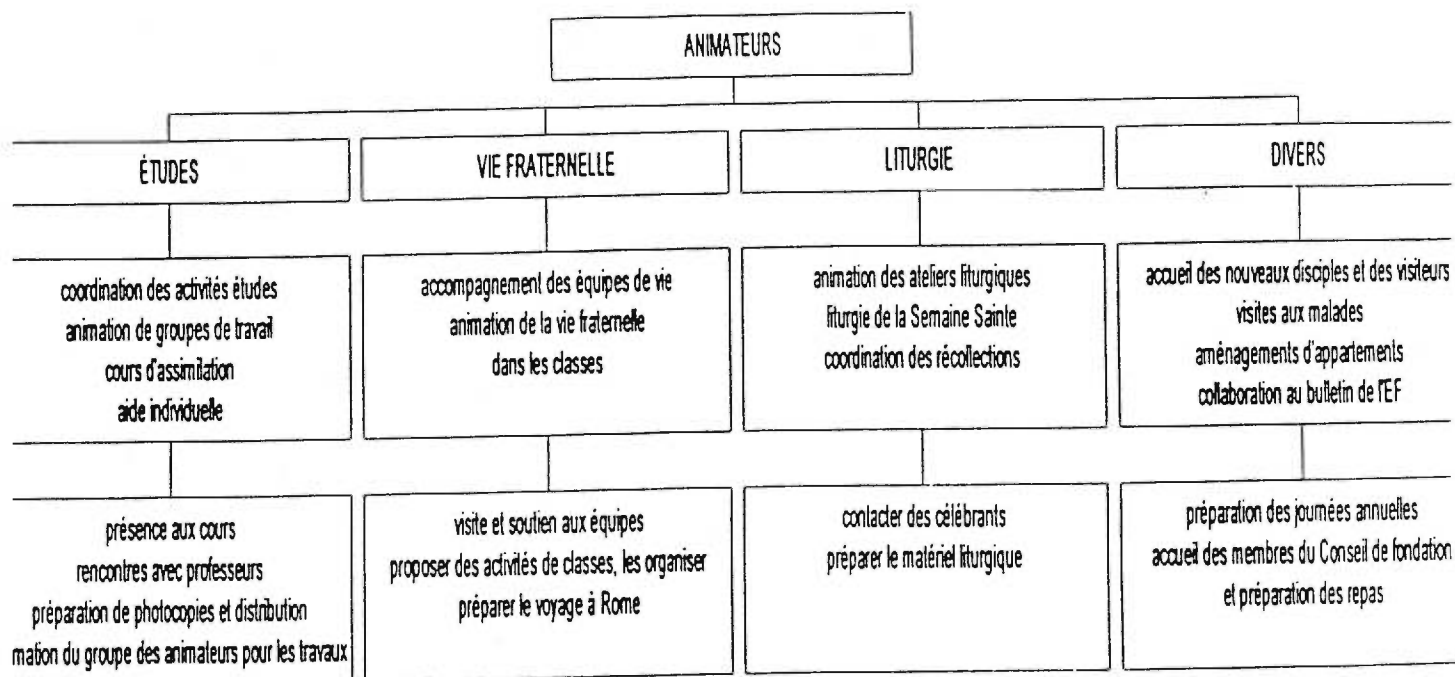 ANIMATEURS
ÉTUDES
VIE FRATERNELLE
LITURGIE
DIVERS
coordination des activités études
animation de groupes de travail
cours d'assimilation
aide individuelle
accompagnement des équipes de vie
animation de la vie fraternelle
dans les classes
animation des ateliers liturgiques
liturgie de la Semaine Sainte
coordination des récollections
accueil des nouveaux disciples et des visiteurs
visites aux malades
aménagements d'appartements
collaboration au bulletin de l'EF
présence aux cours
rencontres avec professeurs
préparation de photocopies et distribution
mation du groupe des animateurs pour les travaux
visite et soutien aux équipes
proposer des activités de classes, les organiser
préparer le voyage à Rome
contacter des célébrants
préparer le matériel liturgique
préparation des journées annuelles
accueil des membres du Conseil de fondation
et préparation des repas